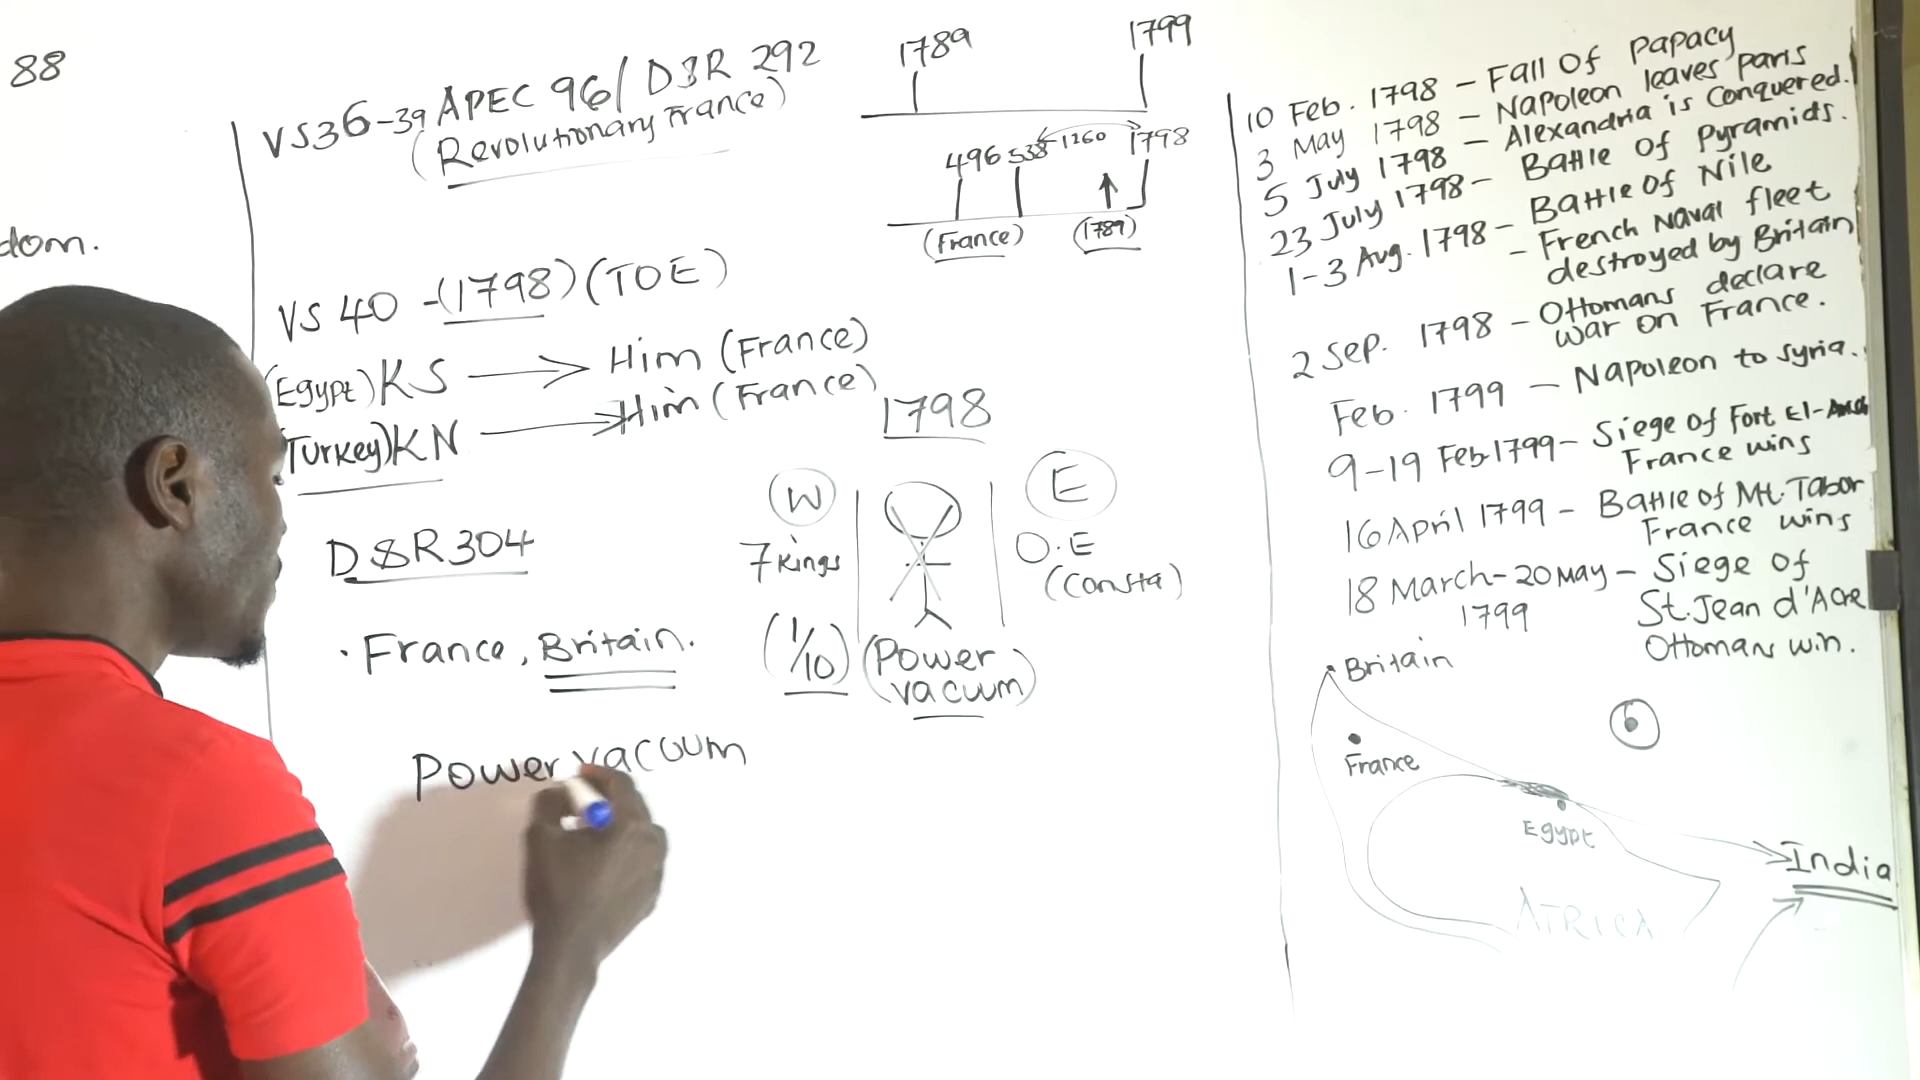 88
dom.
VS36-39 APEC 96/ D&R 292
(Revolutionary France)
VS 40 -(1798) (TOE)
(Egypt) KS → Him (France)
(Turkey) KN → Him (France)
D&R304
· France, Britain.
Power vacuum
1789 1799
496 538 1260 1798
(France) (1789)
1798
W E
7 kings O.E
(Consta)
(1/10) (Power
vacuum)
10 Feb. 1798 - Fall Of Papacy
3 May 1798 - Napoleon leaves paris
5 July 1798 - Alexandria is Conquered.
23 July 1798 - Battle Of Pyramids.
1-3 Aug. 1798 - Battle Of Nile
- French Naval fleet
destroyed by Britain
2 Sep. 1798 - Ottomans declare
war on France.
Feb. 1799 - Napoleon to Syria.
9-19 Feb 1799- Siege of Fort El-Arish
France wins
16 April 1799 - Battle of Mt. Tabor
France wins
18 March-20 May - Siege of
1799 St. Jean d'Acre
Ottomans win.
Britain
6
France
Egypt
India
AFRICA